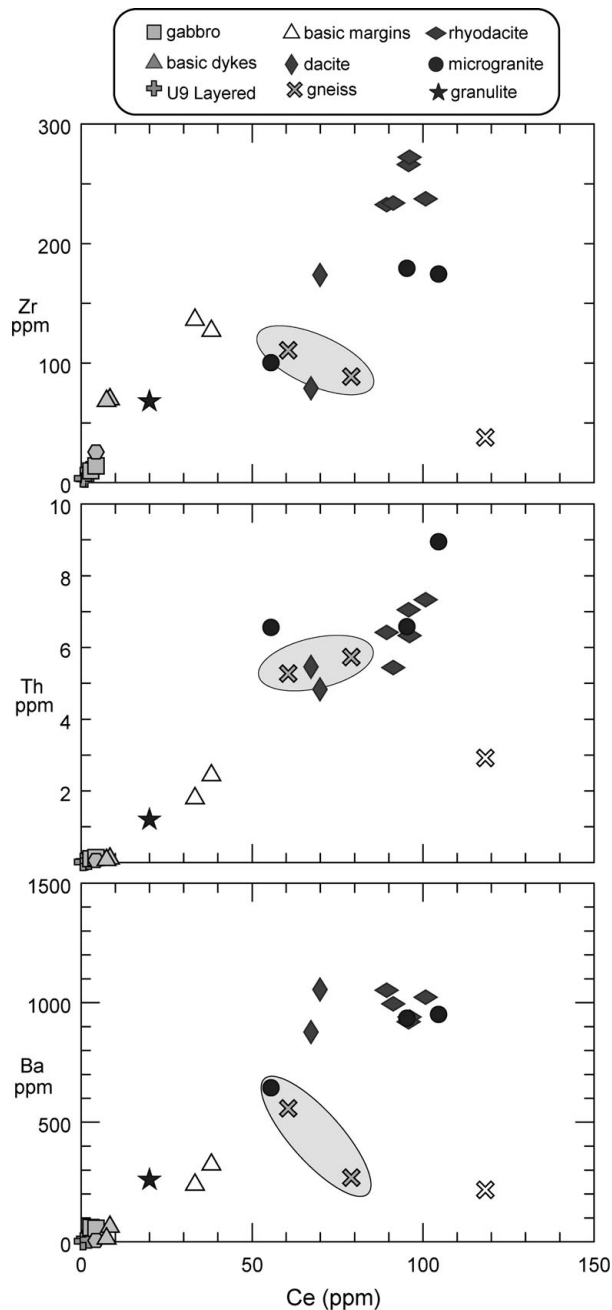 gabbro basic margins rhyodacite
basic dykes dacite microgranite
U9 Layered gneiss granulite
300
200
Zr
ppm
100
0
10
8
6
Th
ppm
4
2
1500
1000
Ba
ppm
500
0
0 50 100 150
Ce (ppm)